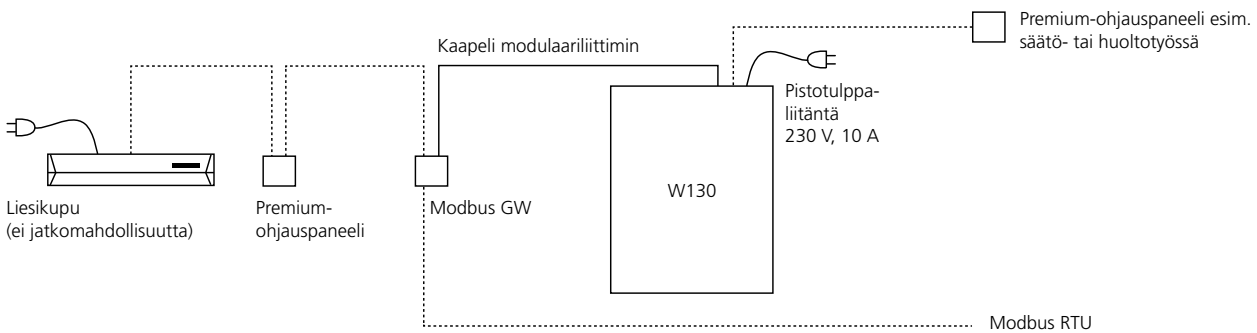 Premium-ohjauspaneeli esim.
säätö- tai huoltotyössä
Kaapeli modulaariliittimin
Pistotulppa-
liitäntä
230 V, 10 A
W130
Liesikupu
(ei jatkomahdollisuutta)
Premium-
ohjauspaneeli
Modbus GW
Modbus RTU